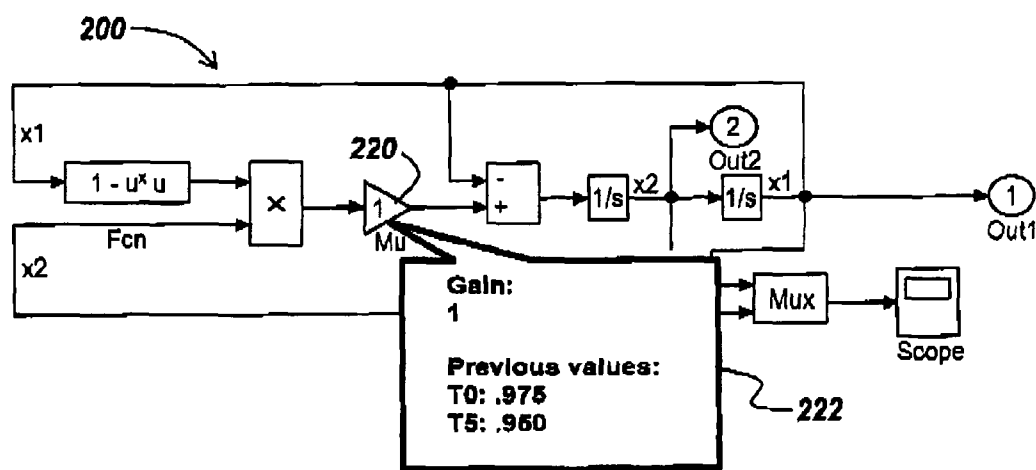 200
x1
1 - uˣ u
Fcn
x2
×
220
1
Mu
-
+
1/s
x2
2
Out2
1/s
x1
1
Out1
Gain:
1
Previous values:
T0: .975
T5: .950
222
Mux
Scope